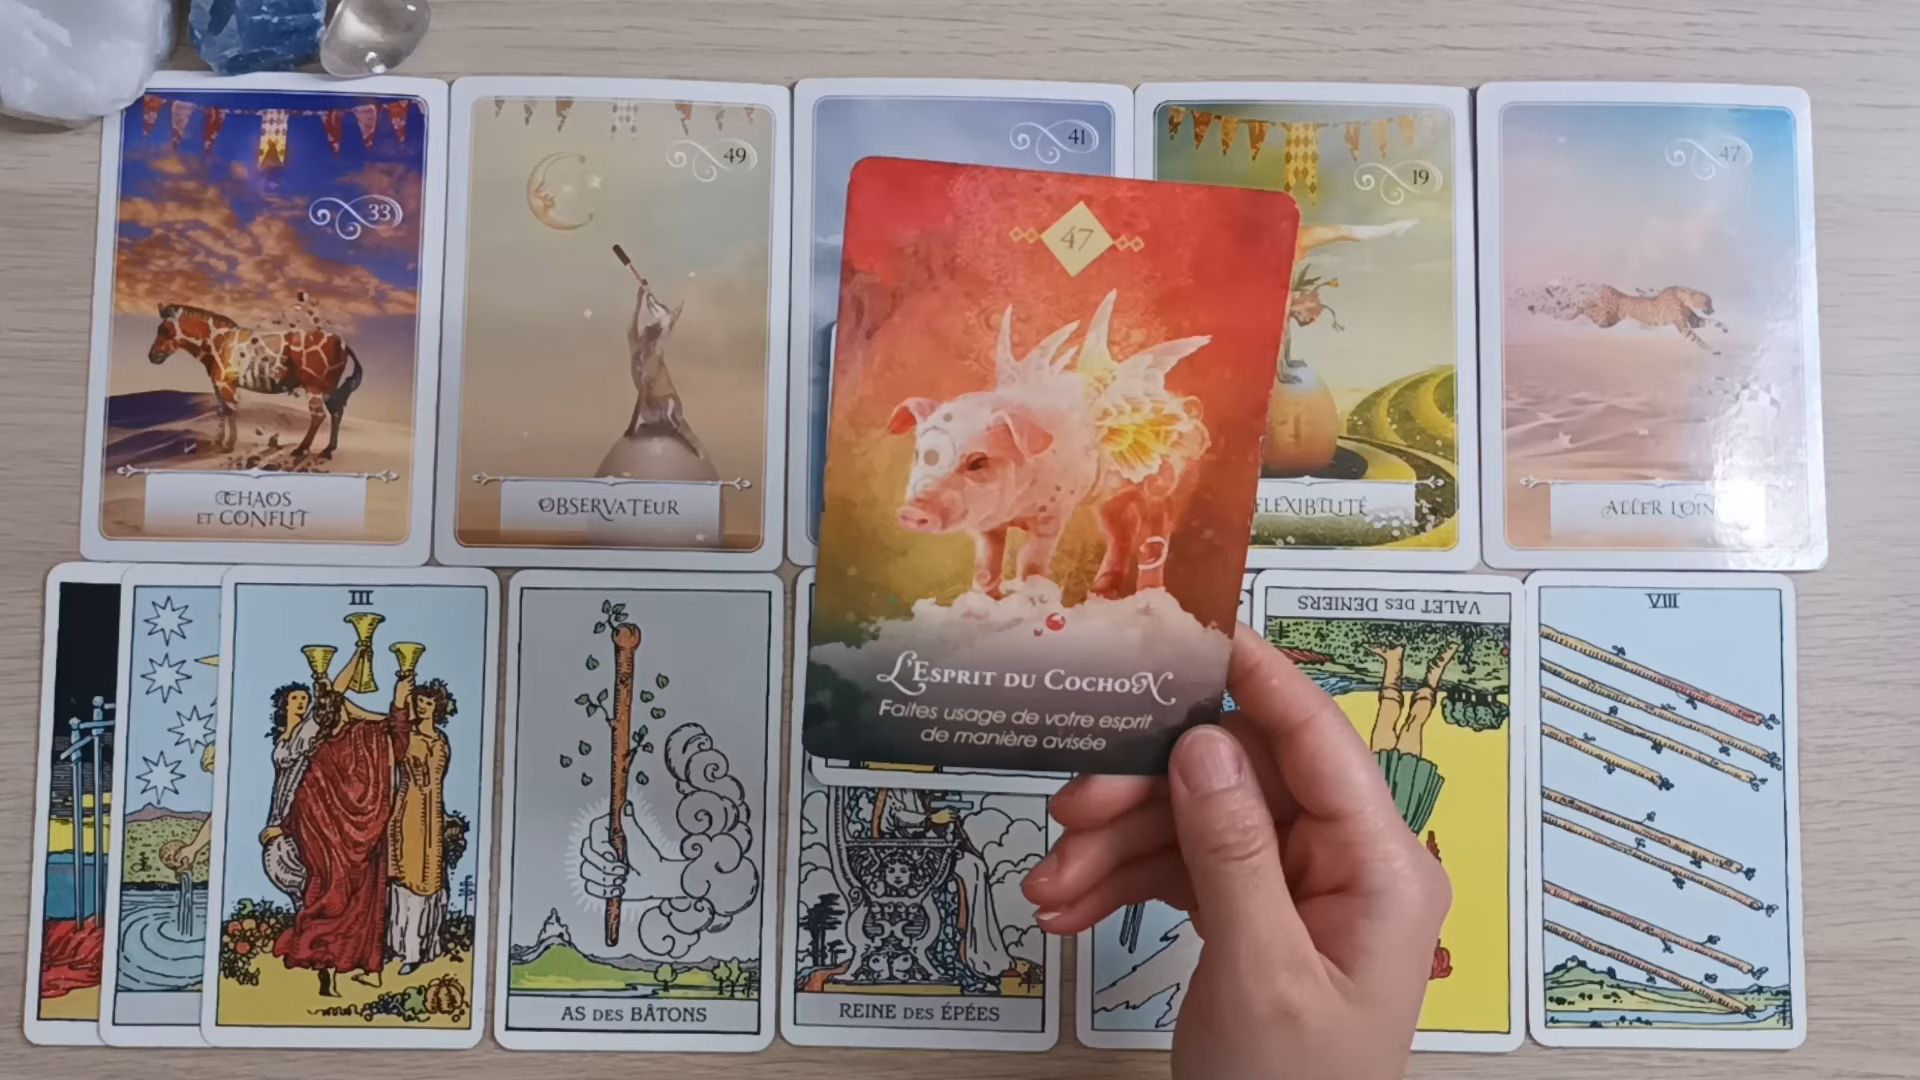 33
CHAOS
ET CONFLIT
49
OBSERVATEUR
41
19
FLEXIBILITÉ
47
ALLER LOIN
47
L'ESPRIT DU COCHON
Faites usage de votre esprit
de manière avisée
III
AS DES BÂTONS
REINE DES ÉPÉES
VALET DES DENIERS
VIII